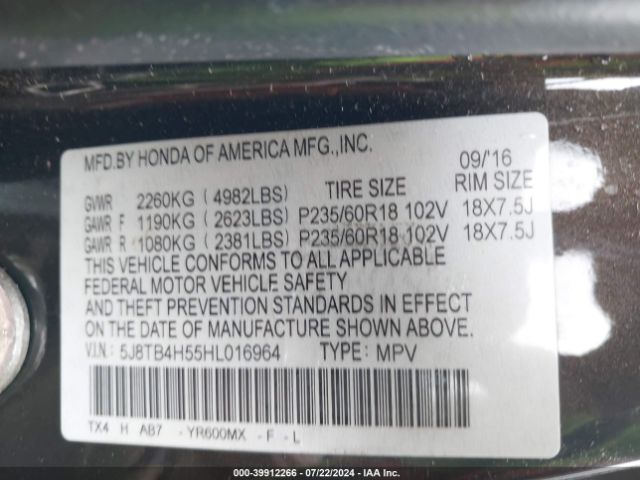 MFD.BY HONDA OF AMERICA MFG.,INC. 09/'16
GVWR 2260KG (4982LBS) TIRE SIZE RIM SIZE
GAWR F 1190KG (2623LBS) P235/60R18 102V 18X7.5J
GAWR R 1080KG (2381LBS) P235/60R18 102V 18X7.5J
THIS VEHICLE CONFORMS TO ALL APPLICABLE
FEDERAL MOTOR VEHICLE SAFETY
AND THEFT PREVENTION STANDARDS IN EFFECT
ON THE DATE OF MANUFACTURE SHOWN ABOVE.
V.I.N.: 5J8TB4H55HL016964 TYPE: MPV
TX4 H AB7 -YR600MX -F -L
000-39912266 - 07/22/2024 - IAA Inc.